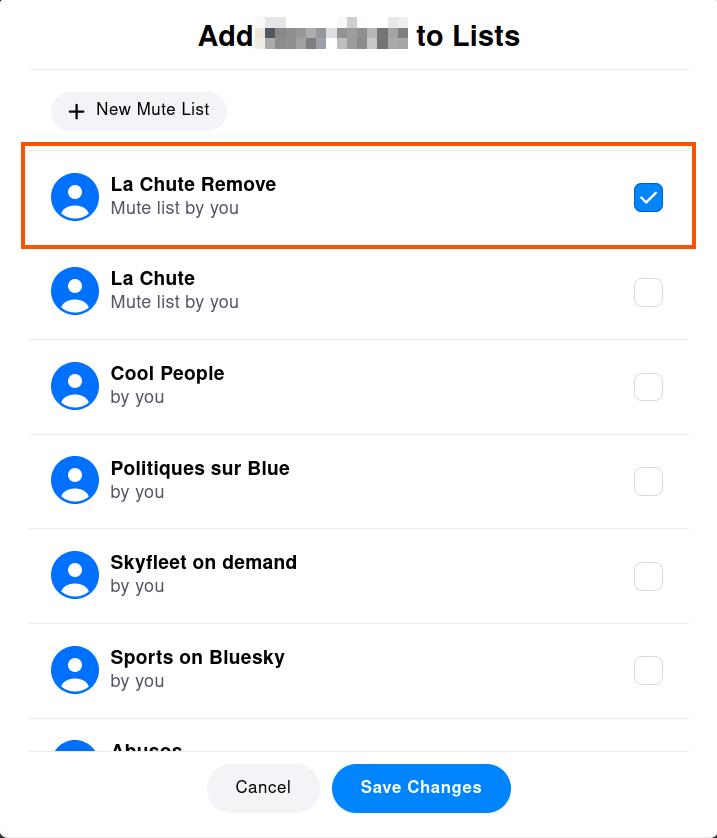 Add to Lists
+ New Mute List
La Chute Remove
Mute list by you
La Chute
Mute list by you
Cool People
by you
Politiques sur Blue
by you
Skyfleet on demand
by you
Sports on Bluesky
by you
Abuses
Cancel
Save Changes